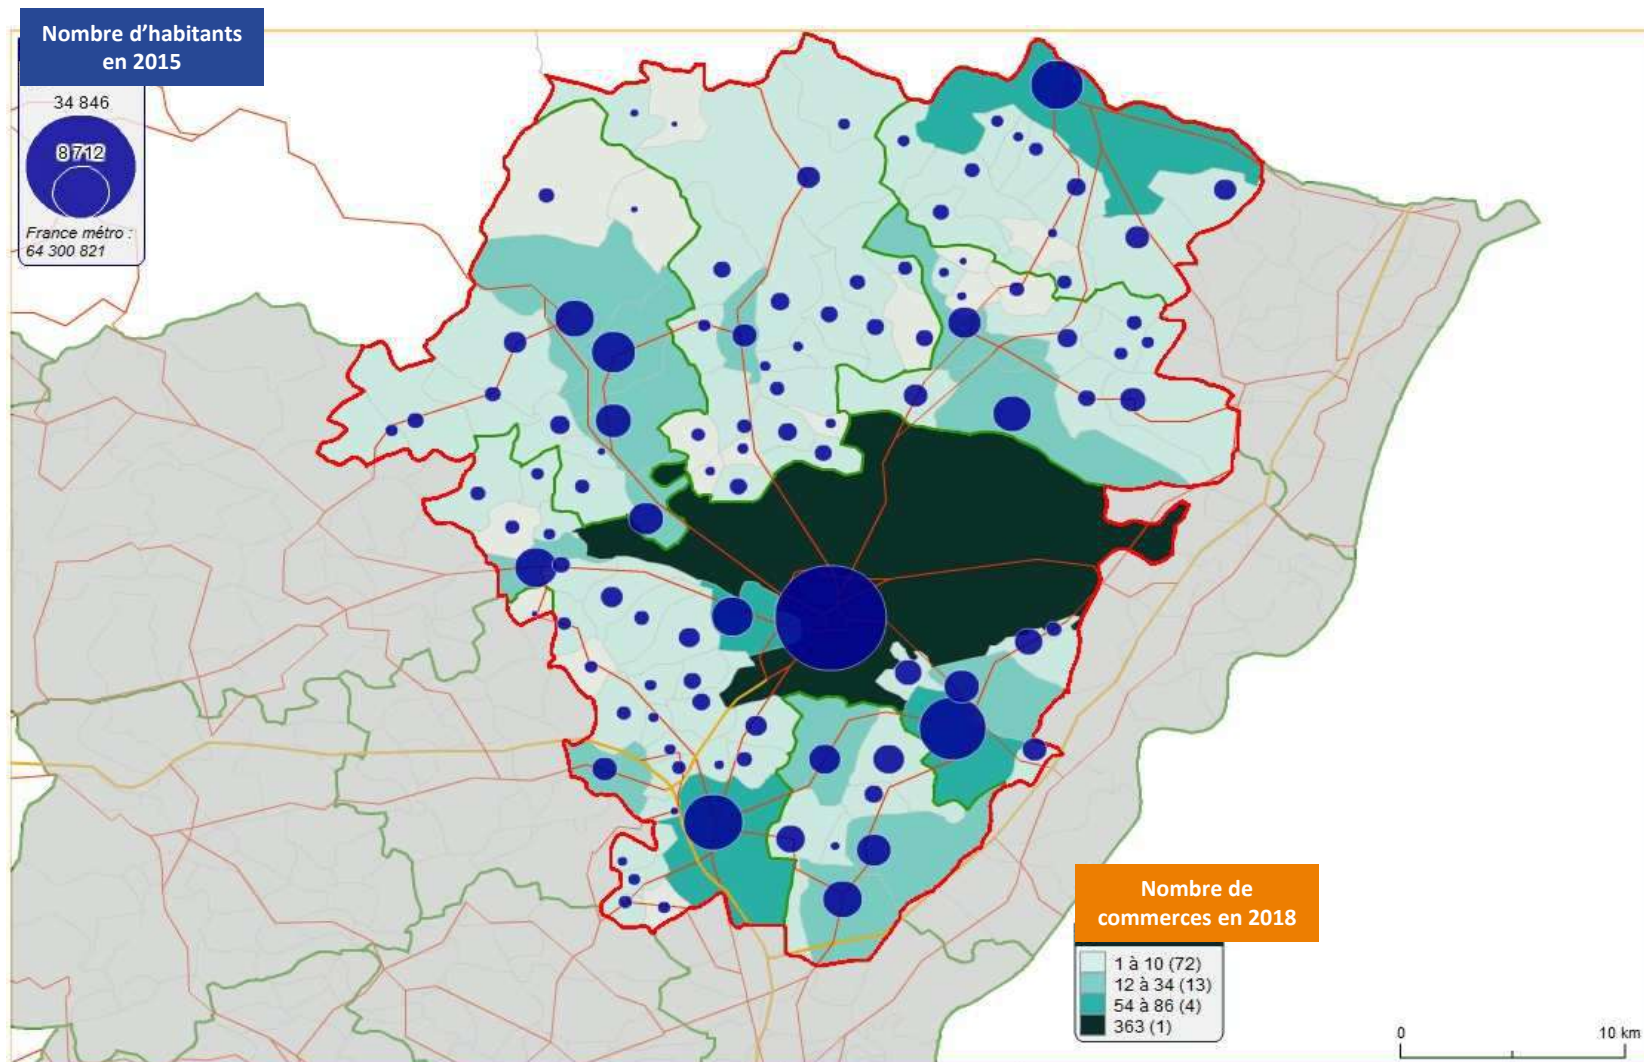 Nombre d’habitants
en 2015
34 846
8 712
France métro :
64 300 821
Nombre de
commerces en 2018
1 à 10 (72)
12 à 34 (13)
54 à 86 (4)
363 (1)
0 10 km